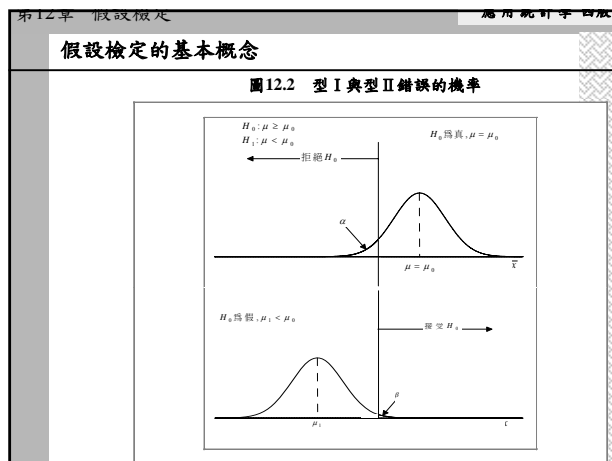 第12章 假設檢定
應用統計學 四版
假設檢定的基本概念
圖12.2 型Ⅰ與型Ⅱ錯誤的機率
H₀: μ ≥ μ₀
H₁: μ < μ₀
H₀為真, μ = μ₀
拒絕H₀
α
μ = μ₀
x̄
H₀為假, μ₁ < μ₀
接受H₀
β
μ₁